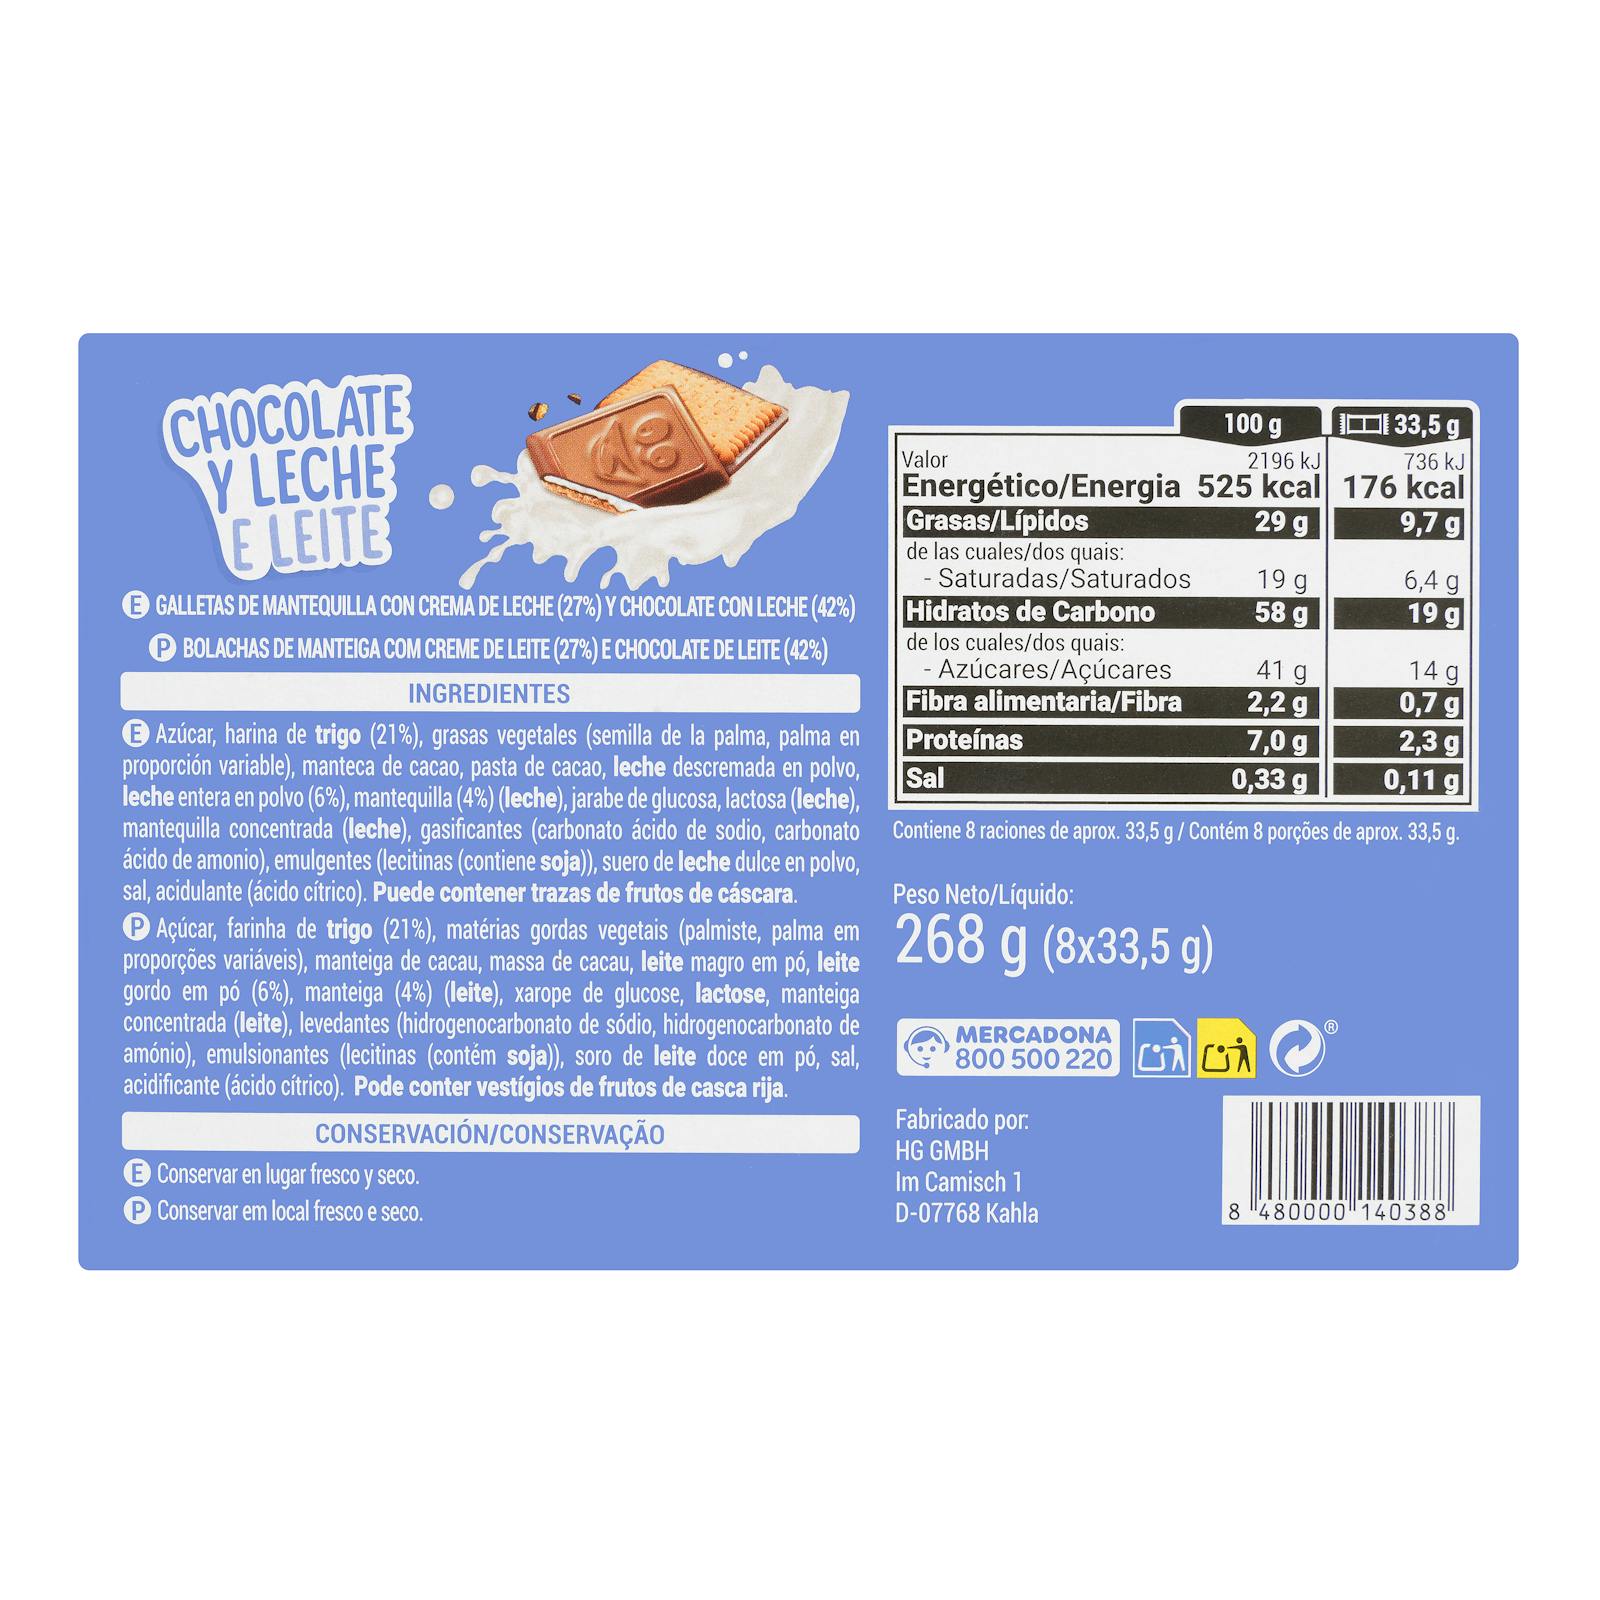 CHOCOLATE
Y LECHE
E LEITE
E GALLETAS DE MANTEQUILLA CON CREMA DE LECHE (27%) Y CHOCOLATE CON LECHE (42%)
P BOLACHAS DE MANTEIGA COM CREME DE LEITE (27%) E CHOCOLATE DE LEITE (42%)
INGREDIENTES
E Azúcar, harina de trigo (21%), grasas vegetales (semilla de la palma, palma en
proporción variable), manteca de cacao, pasta de cacao, leche descremada en polvo,
leche entera en polvo (6%), mantequilla (4%) (leche), jarabe de glucosa, lactosa (leche),
mantequilla concentrada (leche), gasificantes (carbonato ácido de sodio, carbonato
ácido de amonio), emulgentes (lecitinas (contiene soja)), suero de leche dulce en polvo,
sal, acidulante (ácido cítrico). Puede contener trazas de frutos de cáscara.
P Açúcar, farinha de trigo (21%), matérias gordas vegetais (palmiste, palma em
proporções variáveis), manteiga de cacau, massa de cacau, leite magro em pó, leite
gordo em pó (6%), manteiga (4%) (leite), xarope de glucose, lactose, manteiga
concentrada (leite), levedantes (hidrogenocarbonato de sódio, hidrogenocarbonato de
amónio), emulsionantes (lecitinas (contém soja)), soro de leite doce em pó, sal,
acidificante (ácido cítrico). Pode conter vestígios de frutos de casca rija.
CONSERVACIÓN/CONSERVAÇÃO
E Conservar en lugar fresco y seco.
P Conservar em local fresco e seco.
100 g 33,5 g
Valor 2196 kJ 736 kJ
Energético/Energia 525 kcal 176 kcal
Grasas/Lípidos 29 g 9,7 g
de las cuales/dos quais:
- Saturadas/Saturados 19 g 6,4 g
Hidratos de Carbono 58 g 19 g
de los cuales/dos quais:
- Azúcares/Açúcares 41 g 14 g
Fibra alimentaria/Fibra 2,2 g 0,7 g
Proteínas 7,0 g 2,3 g
Sal 0,33 g 0,11 g
Contiene 8 raciones de aprox. 33,5 g / Contém 8 porções de aprox. 33,5 g.
Peso Neto/Líquido:
268 g (8x33,5 g)
MERCADONA
800 500 220
®
Fabricado por:
HG GMBH
Im Camisch 1
D-07768 Kahla
8 480000 140388